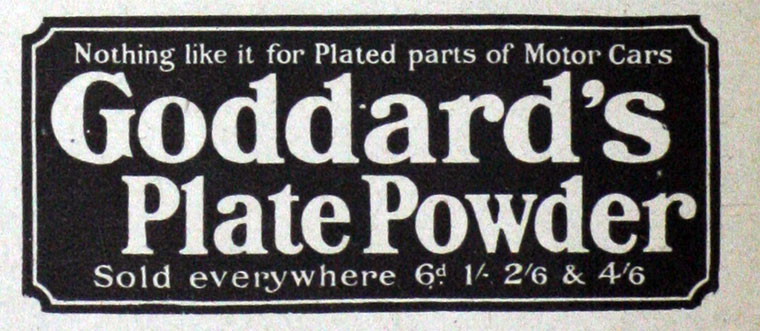 Nothing like it for Plated parts of Motor Cars
Goddard's
Plate Powder
Sold everywhere 6d 1/- 2/6 & 4/6